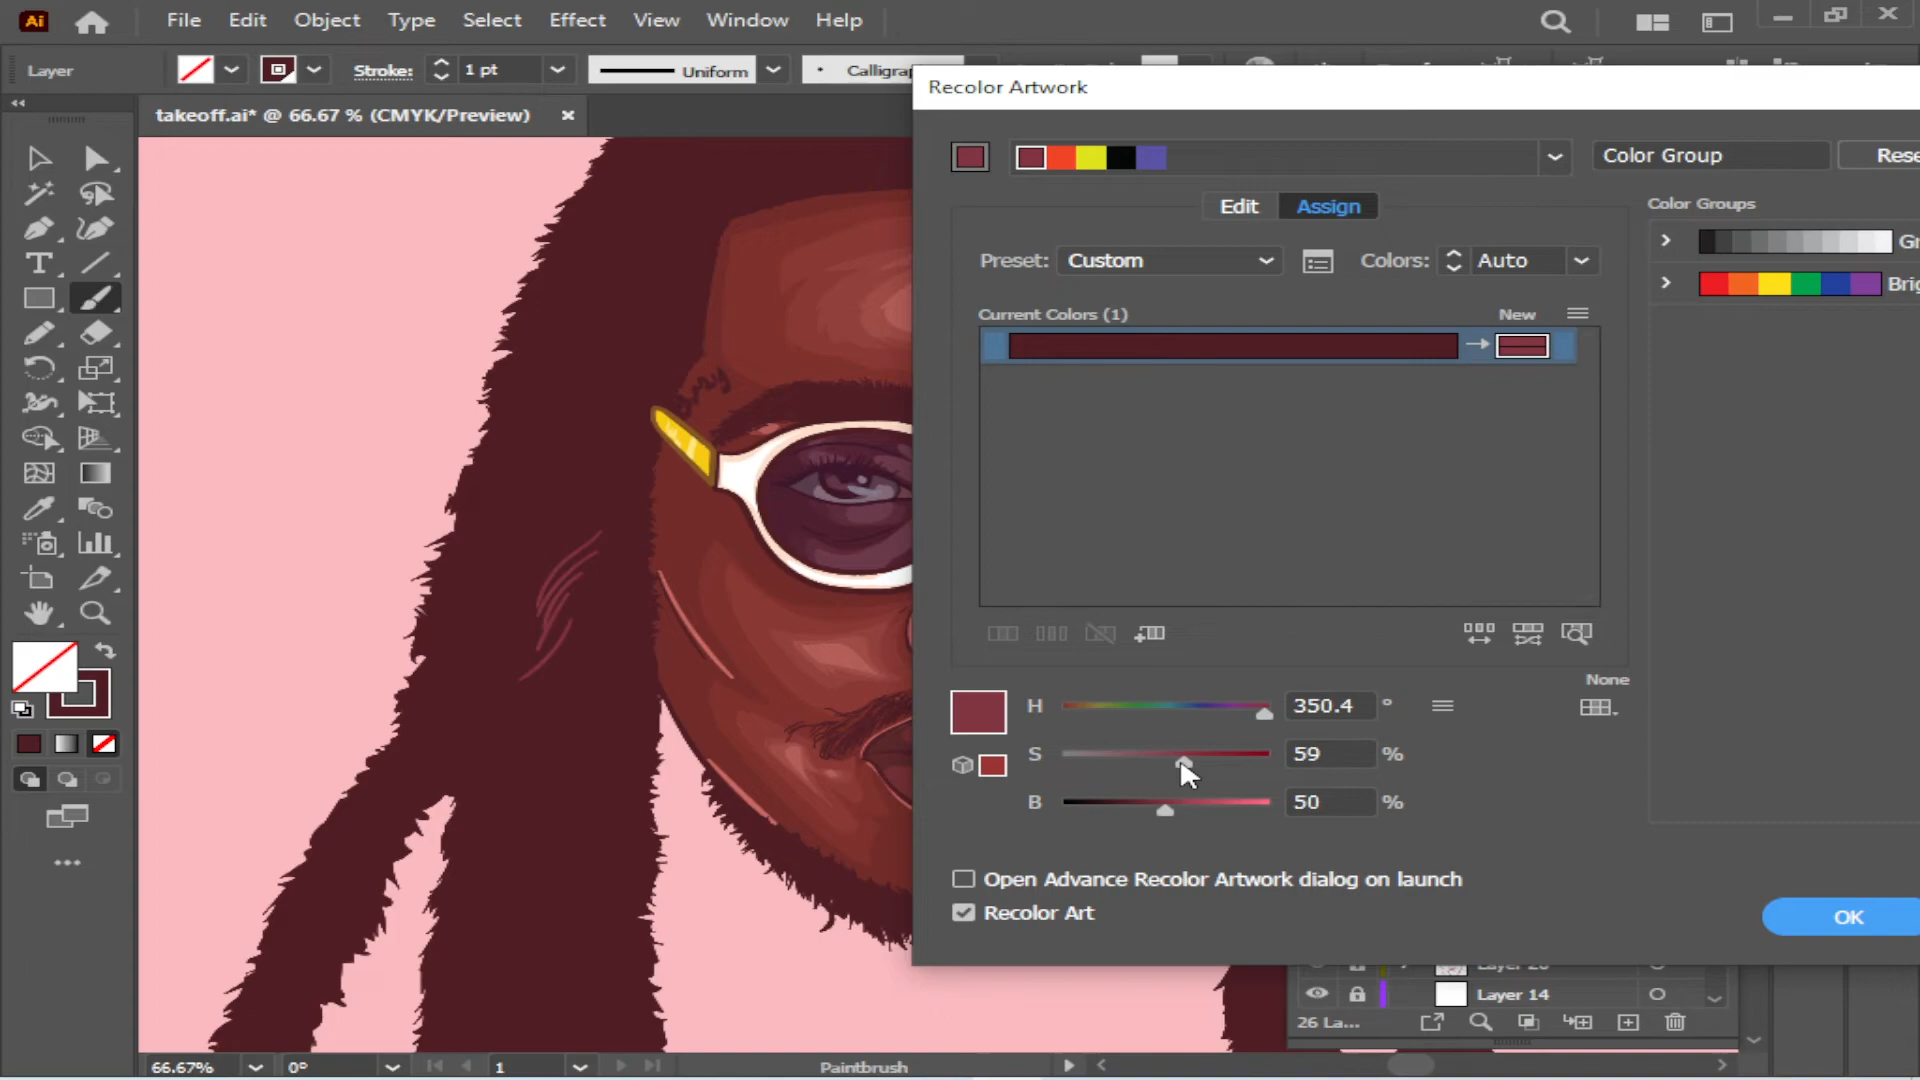 Ai File Edit Object Type Select Effect View Window Help
Layer Stroke: 1 pt Uniform
takeoff.ai* @ 66.67 % (CMYK/Preview)
Recolor Artwork
Color Group
Edit Assign
Color Groups
Preset: Custom Colors: Auto
Current Colors (1) New
None
H 350.4 °
S 59 %
B 50 %
Open Advance Recolor Artwork dialog on launch
Recolor Art
OK
Layer 14
26 La...
66.67% 0° 1 Paintbrush